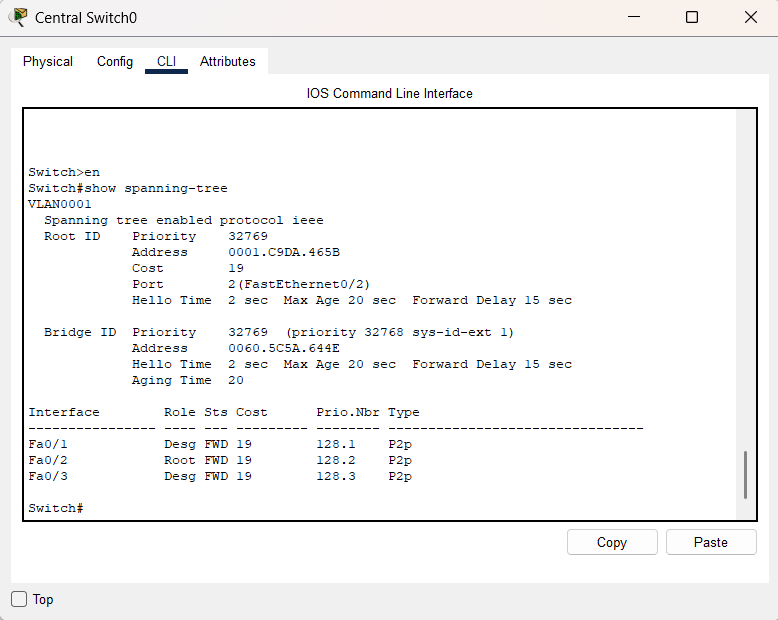 Central Switch0
Physical Config CLI Attributes
IOS Command Line Interface
Switch>en
Switch#show spanning-tree
VLAN0001
  Spanning tree enabled protocol ieee
  Root ID    Priority    32769
             Address     0001.C9DA.465B
             Cost        19
             Port        2(FastEthernet0/2)
             Hello Time  2 sec  Max Age 20 sec  Forward Delay 15 sec

  Bridge ID  Priority    32769  (priority 32768 sys-id-ext 1)
             Address     0060.5C5A.644E
             Hello Time  2 sec  Max Age 20 sec  Forward Delay 15 sec
             Aging Time  20

Interface        Role Sts Cost      Prio.Nbr Type
---------------- ---- --- --------- -------- --------------------------------
Fa0/1            Desg FWD 19        128.1    P2p
Fa0/2            Root FWD 19        128.2    P2p
Fa0/3            Desg FWD 19        128.3    P2p

Switch#
Copy Paste
Top